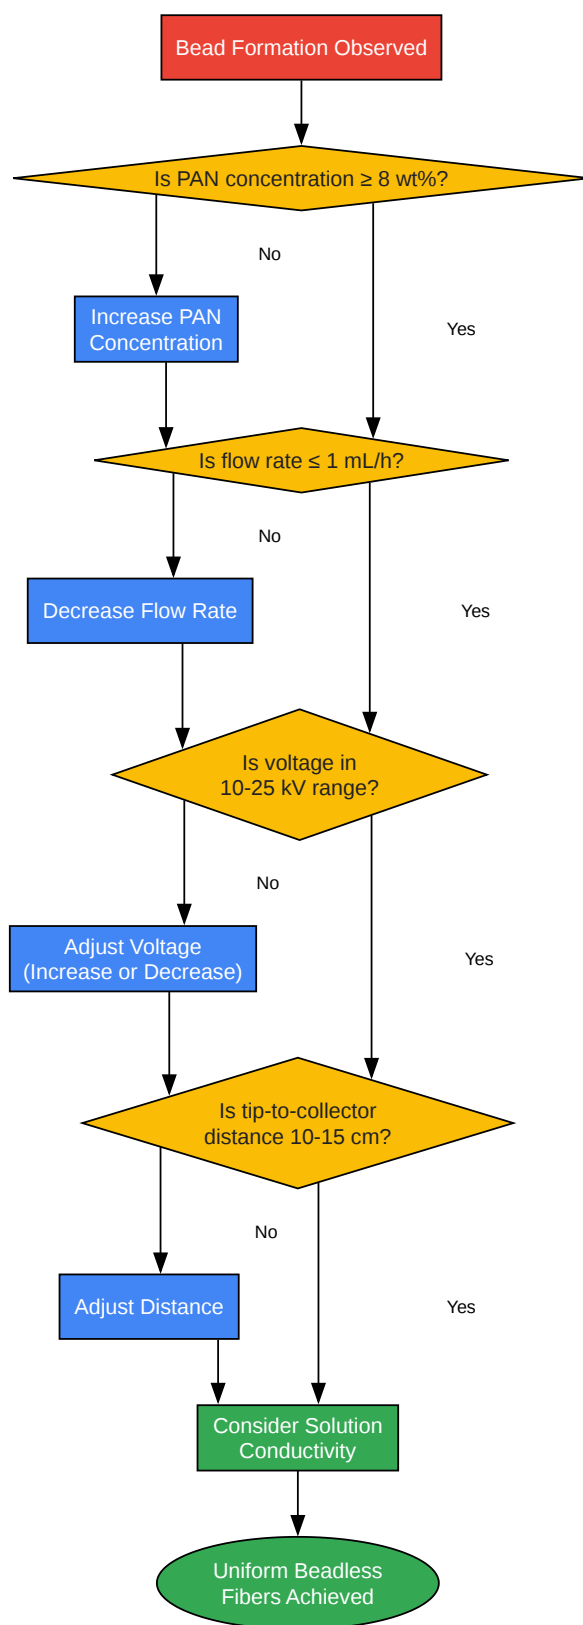 Bead Formation Observed
Is PAN concentration ≥ 8 wt%?
No
Increase PAN
Concentration
Yes
Is flow rate ≤ 1 mL/h?
No
Decrease Flow Rate
Yes
Is voltage in
10-25 kV range?
No
Adjust Voltage
(Increase or Decrease)
Yes
Is tip-to-collector
distance 10-15 cm?
No
Adjust Distance
Yes
Consider Solution
Conductivity
Uniform Beadless
Fibers Achieved